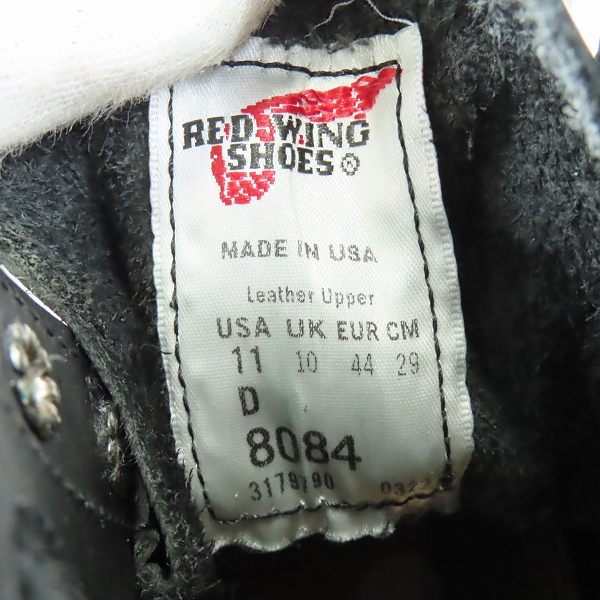 RED WING
SHOES®
MADE IN USA
Leather Upper
USA UK EUR CM
11 10 44 29
D
8084